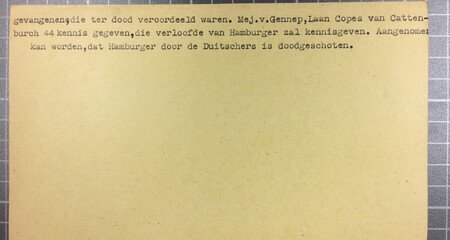 gevangenen,die ter dood veroordeeld waren. Mej.v.Gennep,Laan Copes van Catten-
burch 44 kennis gegeven,die verloofde van Hamburger zal kennisgeven. Aangenomen
kan worden,dat Hamburger door de Duitschers is doodgeschoten.